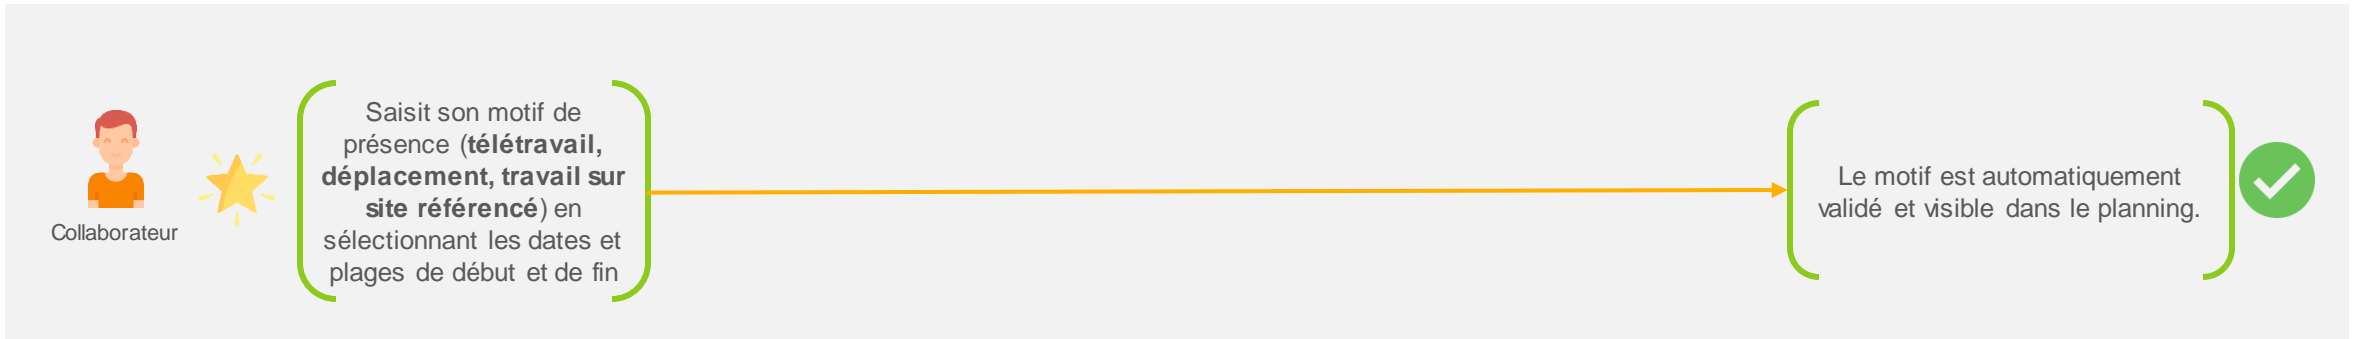 Collaborateur
Saisit son motif de
présence (télétravail,
déplacement, travail sur
site référencé) en
sélectionnant les dates et
plages de début et de fin
Le motif est automatiquement
validé et visible dans le planning.